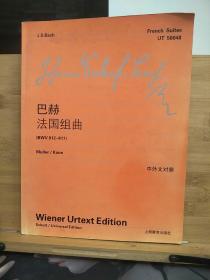 J.S.Bach
French Suites
UT 50048
巴赫
法国组曲
(BWV 812-817)
Müller / Kann
中外文对照
Wiener Urtext Edition
Schott / Universal Edition
上海教育出版社